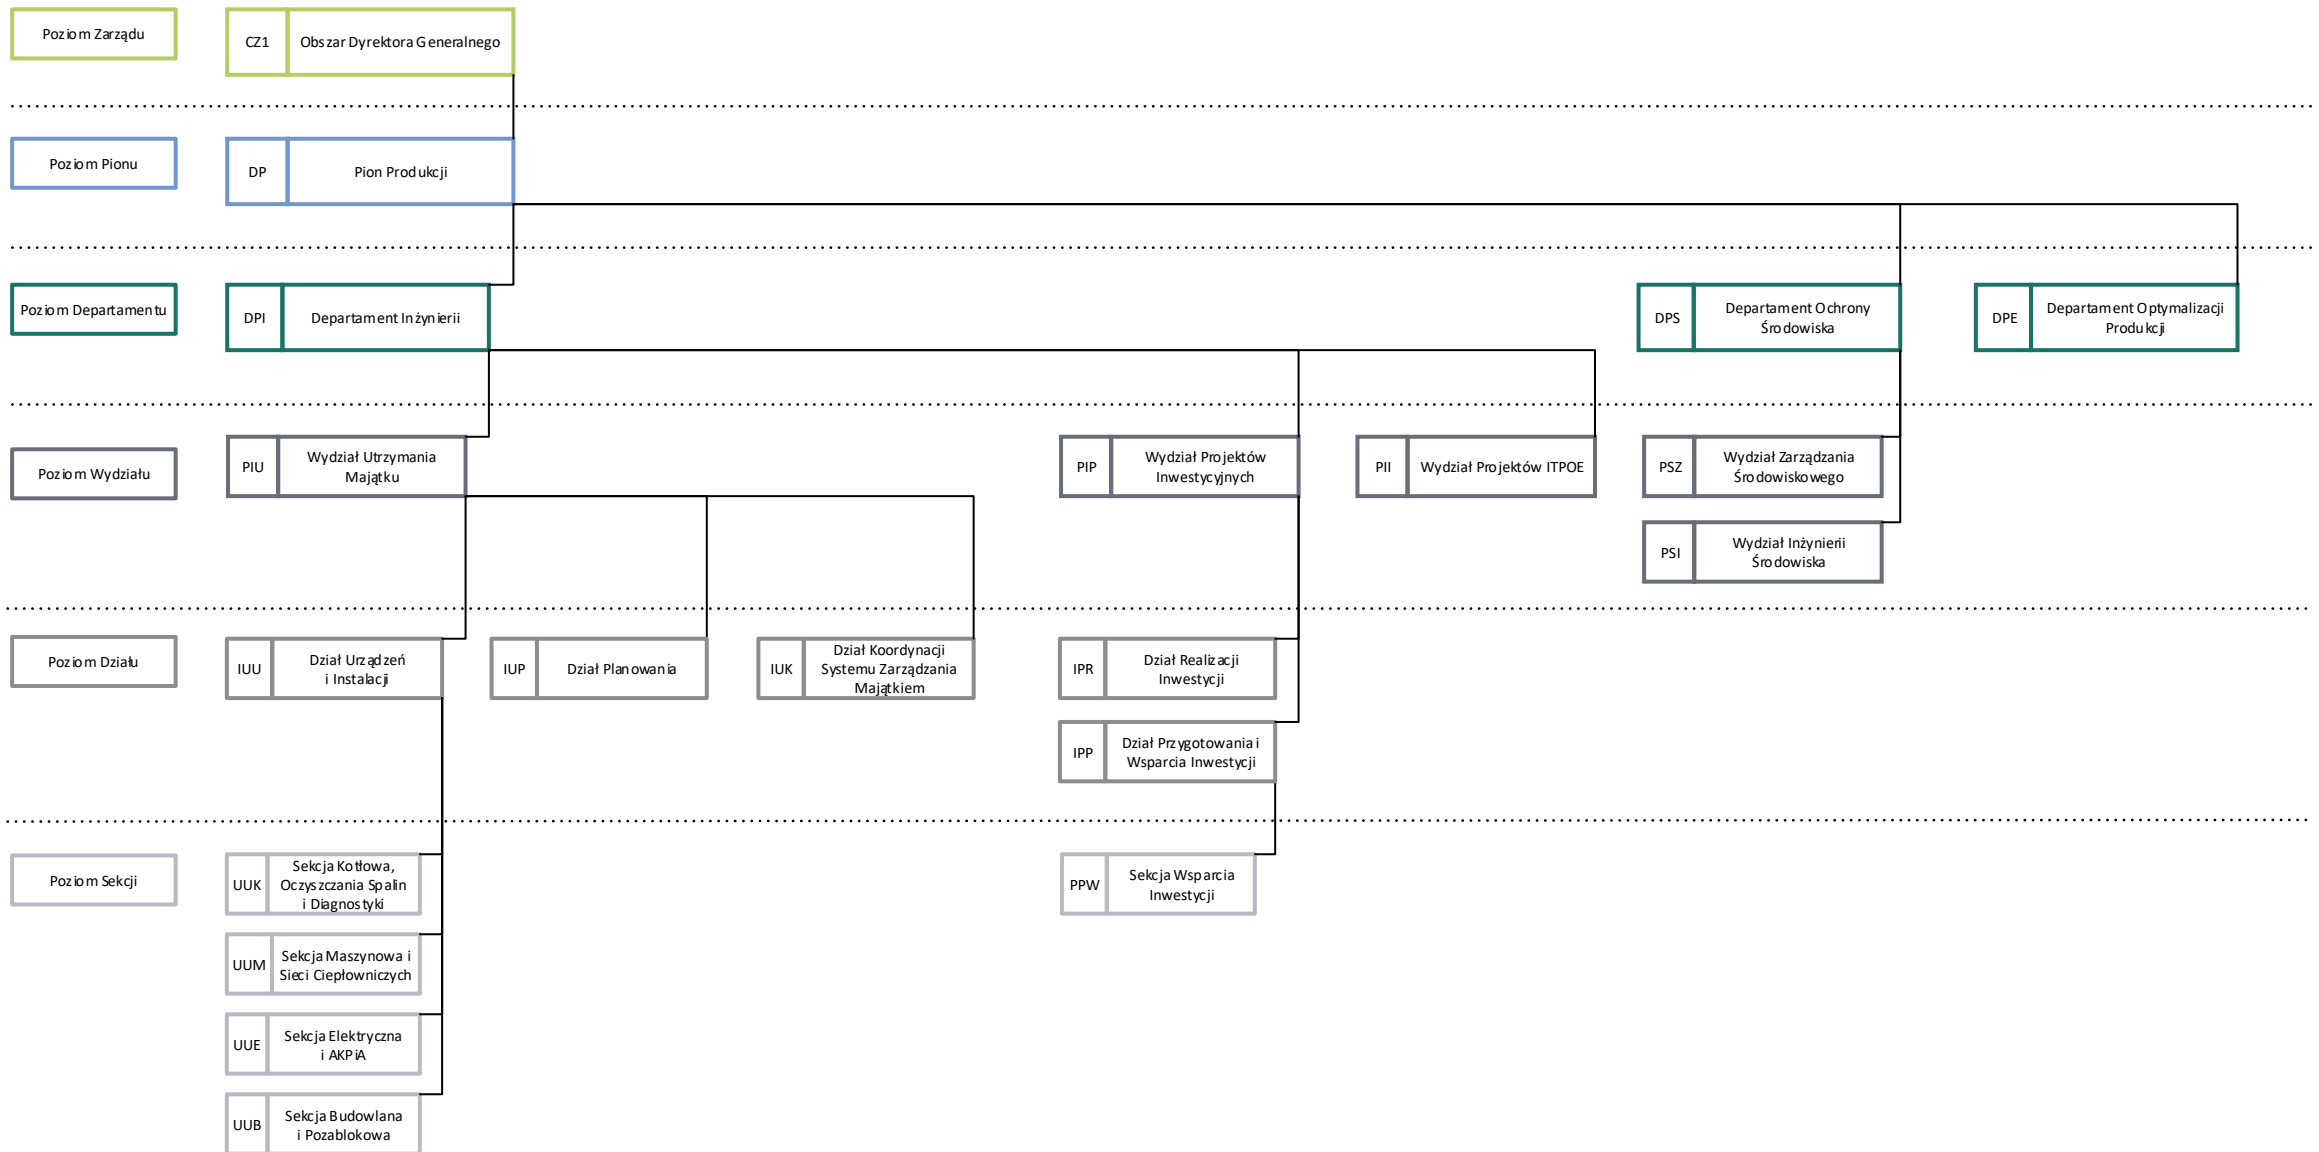 Poziom Zarządu
CZ1
Obszar Dyrektora Generalnego
Poziom Pionu
DP
Pion Produkcji
Poziom Departamentu
DPI
Departament Inżynierii
DPS
Departament Ochrony
Środowiska
DPE
Departament Optymalizacji
Produkcji
Poziom Wydziału
PIU
Wydział Utrzymania
Majątku
PIP
Wydział Projektów
Inwestycyjnych
PII
Wydział Projektów ITPOE
PSZ
Wydział Zarządzania
Środowiskowego
PSI
Wydział Inżynierii
Środowiska
Poziom Działu
IUU
Dział Urządzeń
i Instalacji
IUP
Dział Planowania
IUK
Dział Koordynacji
Systemu Zarządzania
Majątkiem
IPR
Dział Realizacji
Inwestycji
IPP
Dział Przygotowania i
Wsparcia Inwestycji
Poziom Sekcji
UUK
Sekcja Kotłowa,
Oczyszczania Spalin
i Diagnostyki
PPW
Sekcja Wsparcia
Inwestycji
UUM
Sekcja Maszynowa i
Sieci Ciepłowniczych
UUE
Sekcja Elektryczna
i AKPiA
UUB
Sekcja Budowlana
i Pozablokowa